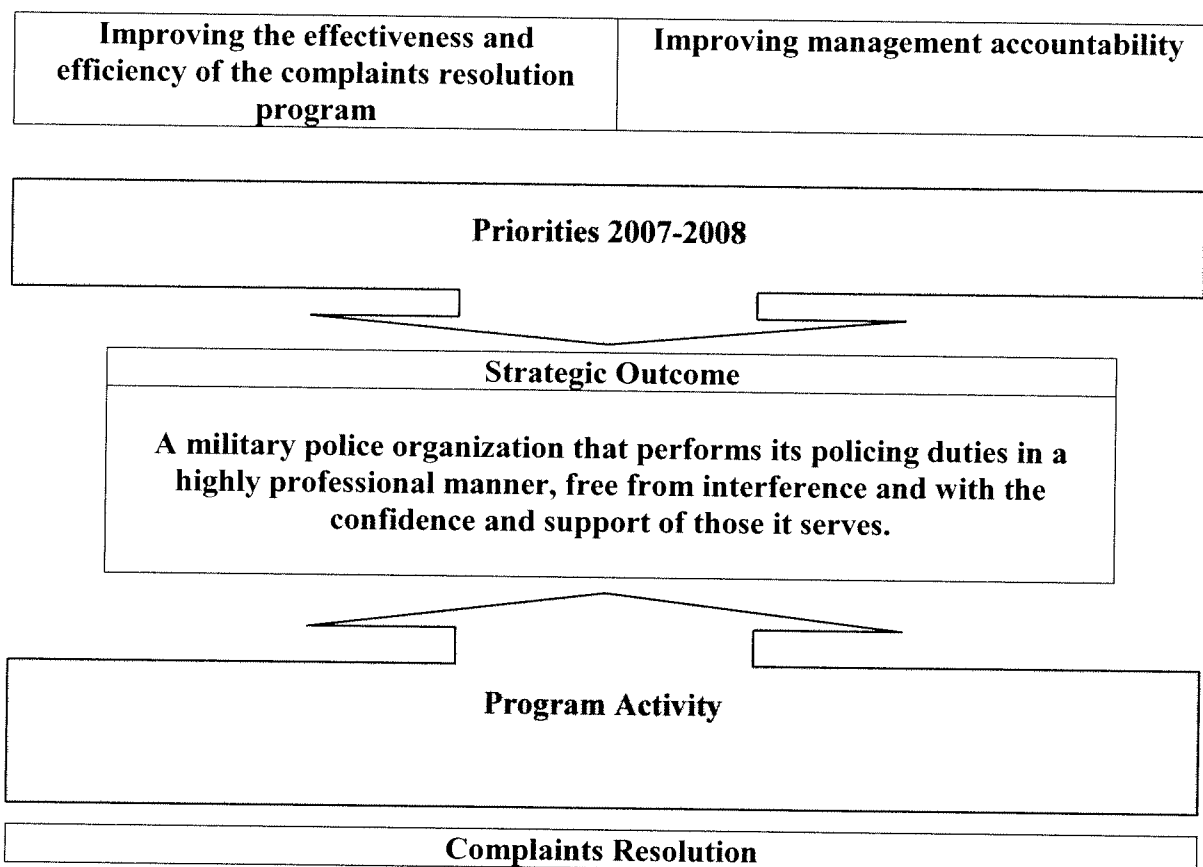 Improving the effectiveness and
efficiency of the complaints resolution
program
Improving management accountability
Priorities 2007-2008
Strategic Outcome
A military police organization that performs its policing duties in a
highly professional manner, free from interference and with the
confidence and support of those it serves.
Program Activity
Complaints Resolution